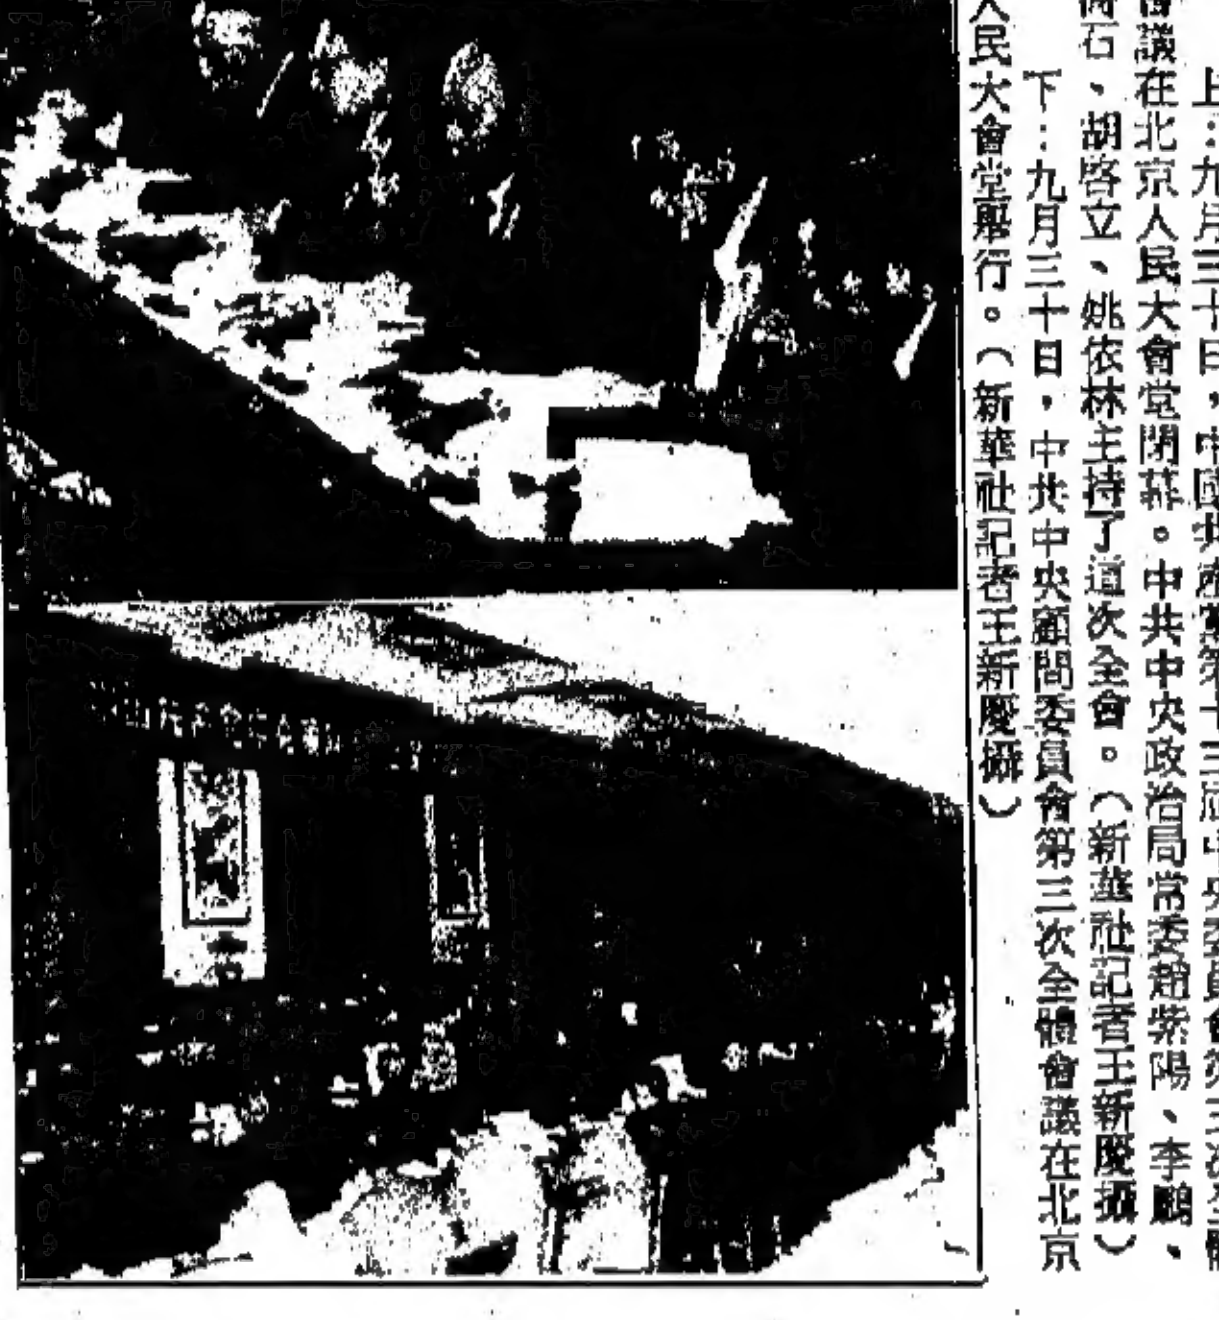 上：九月三十日，中國共產黨第十三屆中央委員會第三次全體
會議在北京人民大會堂閉幕。中共中央政治局常委趙紫陽、李鵬、
石、胡啓立、姚依林主持了這次全會。（新華社記者王新慶攝）
下：九月三十日，中共中央顧問委員會第三次全體會議在北京
人民大會堂舉行。（新華社記者王新慶攝）